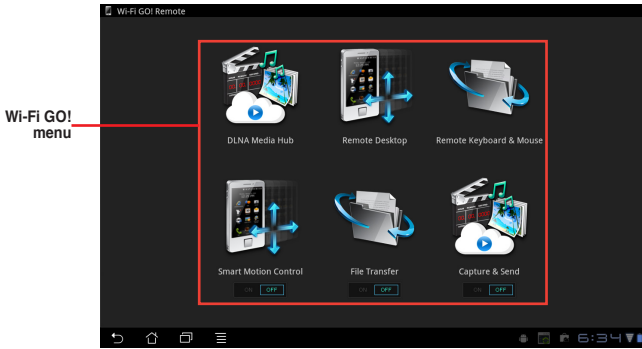 Wi-Fi GO! Remote
Wi-Fi GO!
menu
DLNA Media Hub
Remote Desktop
Remote Keyboard & Mouse
Smart Motion Control
File Transfer
Capture & Send
ON OFF
ON OFF
ON OFF
6:34